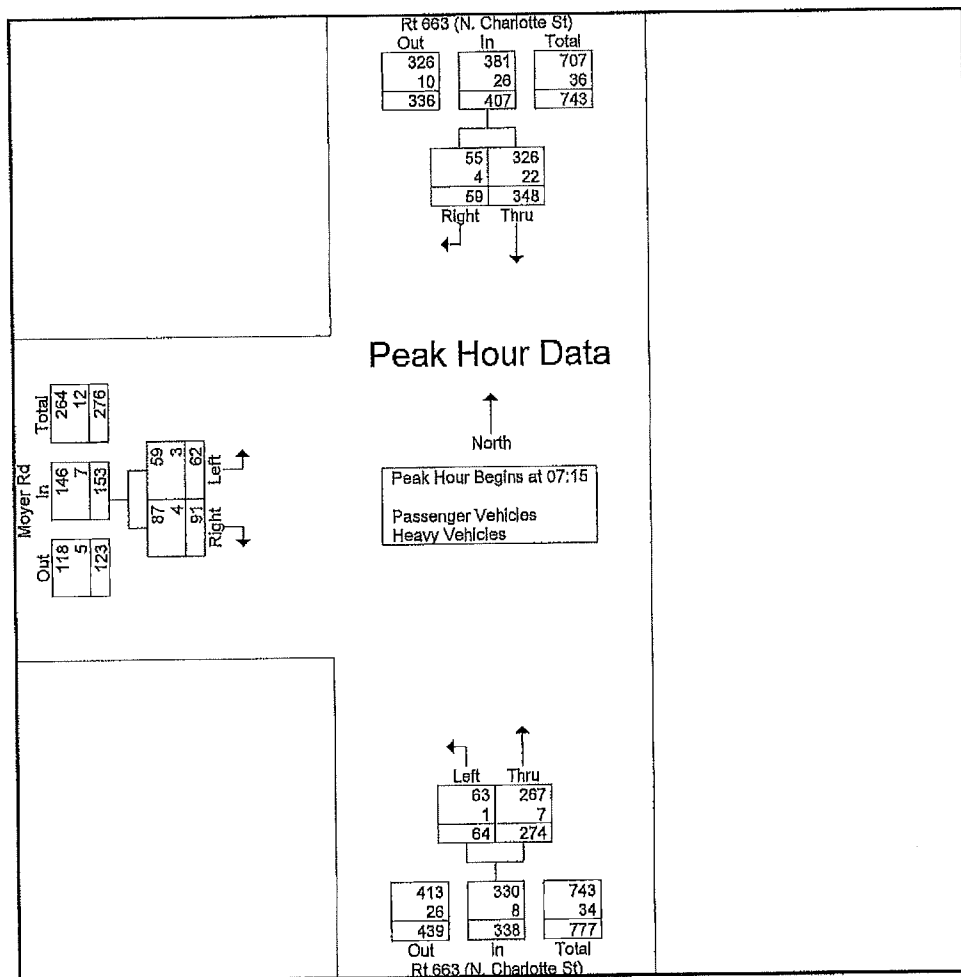 Rt 663 (N. Charlotte St)
Out In Total
326 381 707
10 26 36
336 407 743
55 326
4 22
59 348
Right Thru
Peak Hour Data
North
Peak Hour Begins at 07:15
Passenger Vehicles
Heavy Vehicles
Moyer Rd
Out In Total
118 146 264
5 7 12
123 153 276
87 59
4 3
91 62
Right Left
Left Thru
63 267
1 7
64 274
413 330 743
26 8 34
439 338 777
Out In Total
Rt 663 (N. Charlotte St)